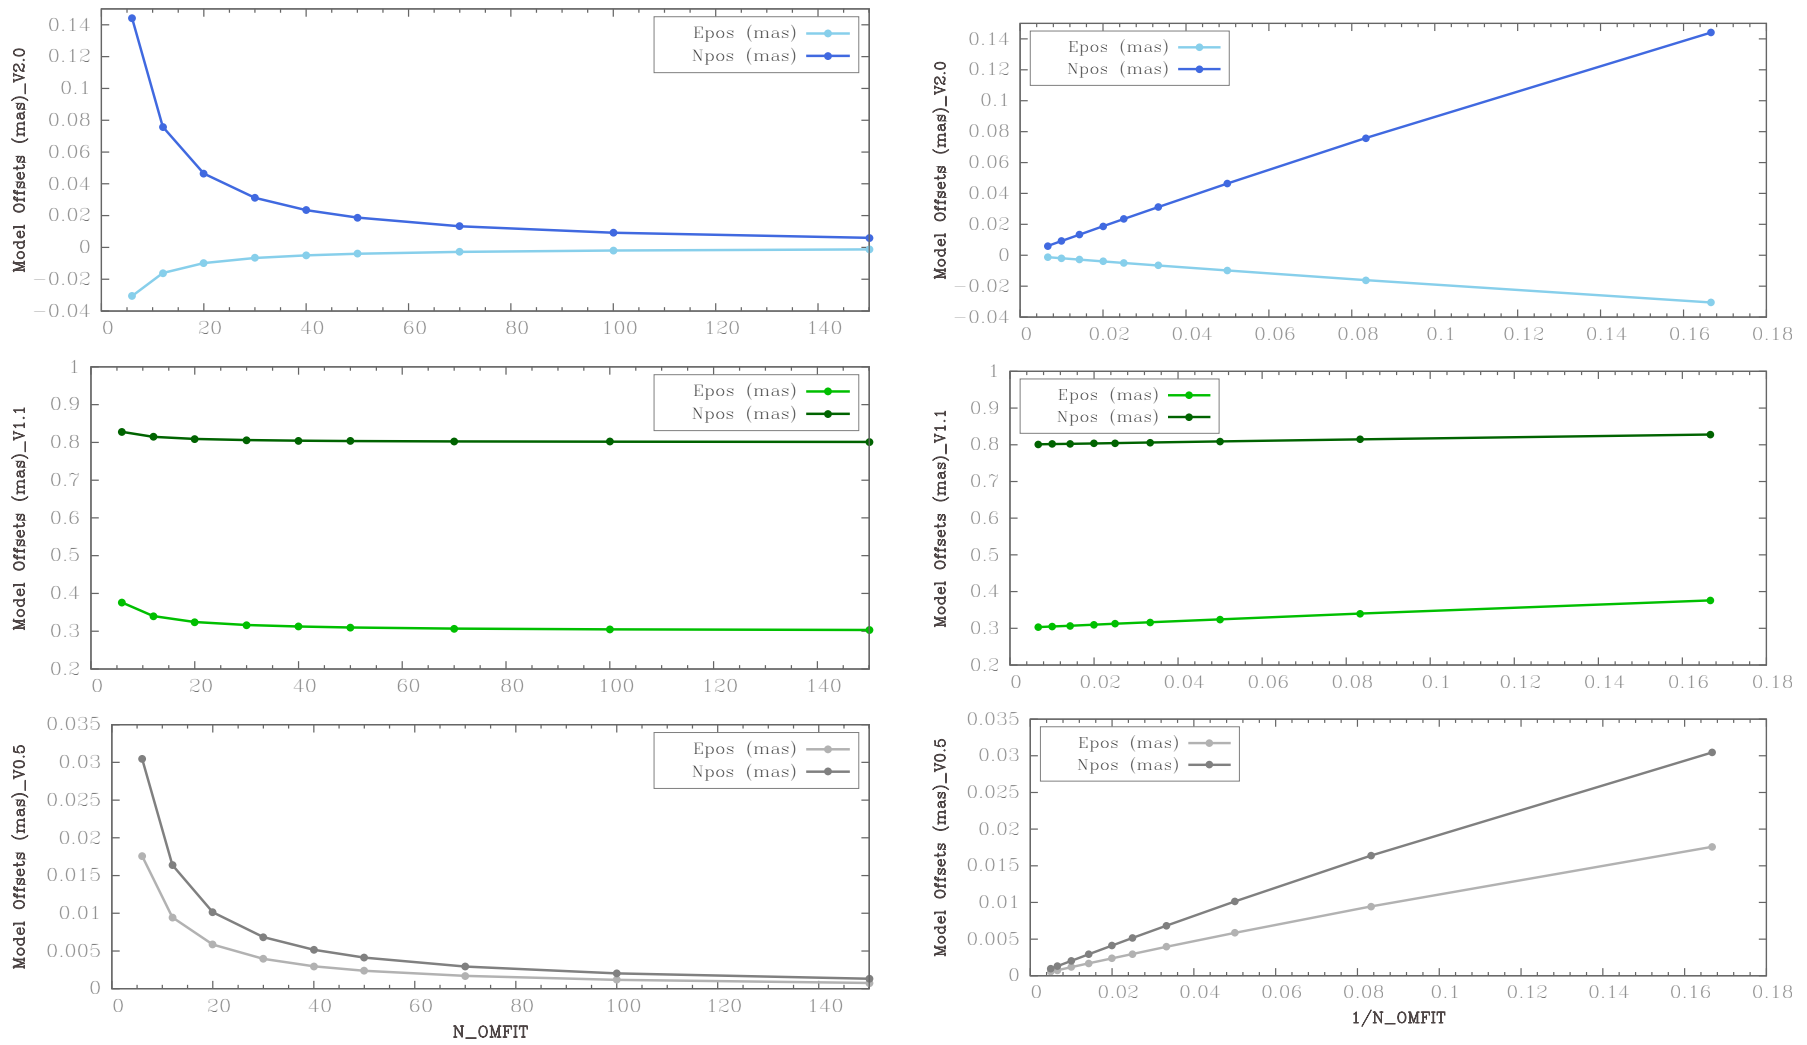 Model Offsets (mas)_V2.0
0.14
0.12
0.1
0.08
0.06
0.04
0.02
0
−0.02
−0.04
0 20 40 60 80 100 120 140
Epos (mas)
Npos (mas)
Model Offsets (mas)_V2.0
0.14
0.12
0.1
0.08
0.06
0.04
0.02
0
−0.02
−0.04
0 0.02 0.04 0.06 0.08 0.1 0.12 0.14 0.16 0.18
Epos (mas)
Npos (mas)
Model Offsets (mas)_V1.1
1
0.9
0.8
0.7
0.6
0.5
0.4
0.3
0.2
0 20 40 60 80 100 120 140
Epos (mas)
Npos (mas)
Model Offsets (mas)_V1.1
1
0.9
0.8
0.7
0.6
0.5
0.4
0.3
0.2
0 0.02 0.04 0.06 0.08 0.1 0.12 0.14 0.16 0.18
Epos (mas)
Npos (mas)
Model Offsets (mas)_V0.5
0.035
0.03
0.025
0.02
0.015
0.01
0.005
0
0 20 40 60 80 100 120 140
Epos (mas)
Npos (mas)
N_OMFIT
Model Offsets (mas)_V0.5
0.035
0.03
0.025
0.02
0.015
0.01
0.005
0
0 0.02 0.04 0.06 0.08 0.1 0.12 0.14 0.16 0.18
Epos (mas)
Npos (mas)
1/N_OMFIT